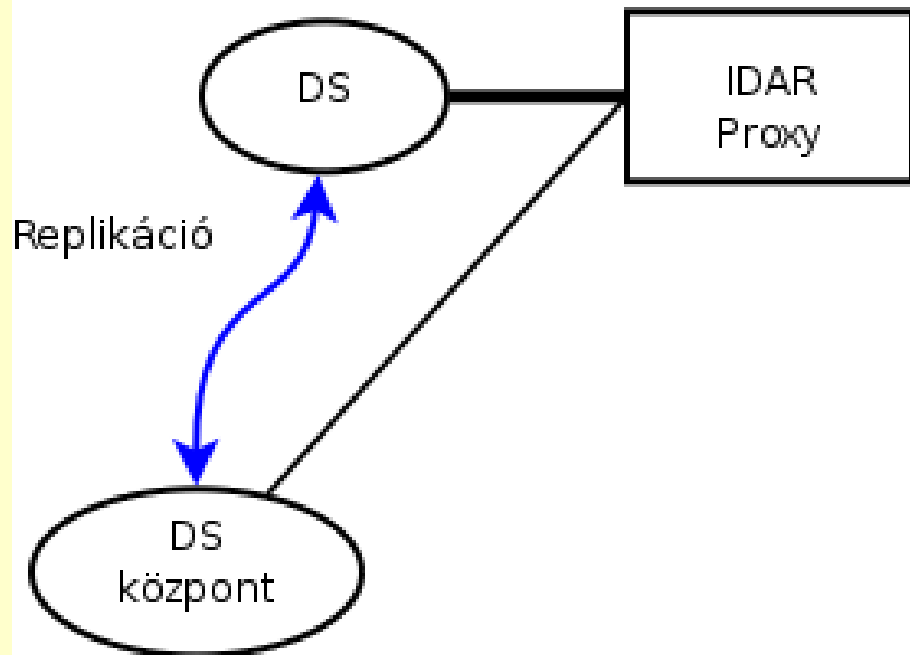 DS
IDAR
Proxy
Replikáció
DS
központ